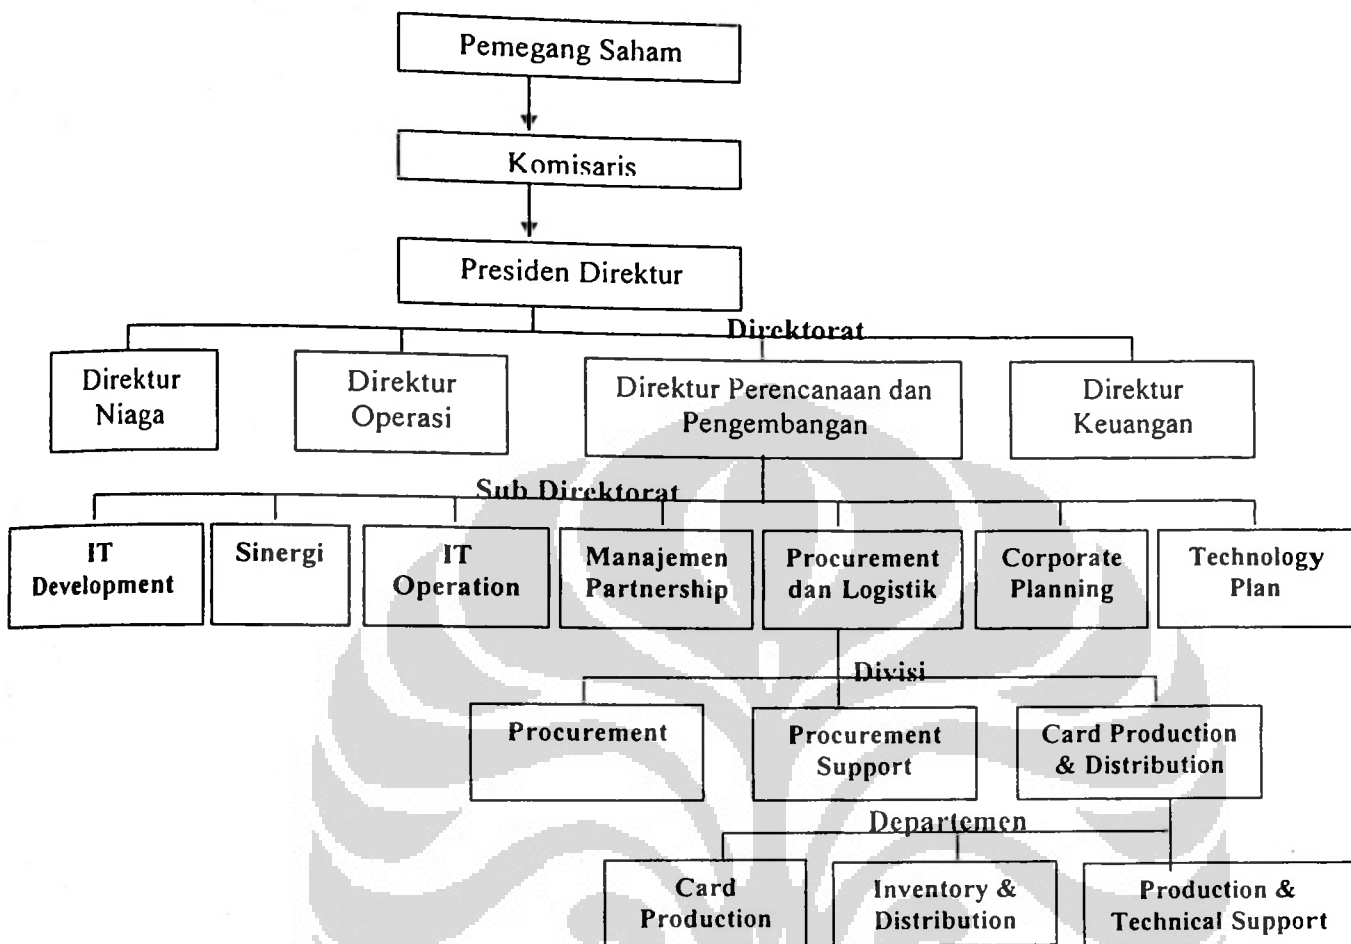 Pemegang Saham
Komisaris
Presiden Direktur
Direktorat
Direktur
Niaga
Direktur
Operasi
Direktur Perencanaan dan
Pengembangan
Direktur
Keuangan
Sub Direktorat
IT
Development
Sinergi
IT
Operation
Manajemen
Partnership
Procurement
dan Logistik
Corporate
Planning
Technology
Plan
Divisi
Procurement
Procurement
Support
Card Production
& Distribution
Departemen
Card
Production
Inventory &
Distribution
Production &
Technical Support